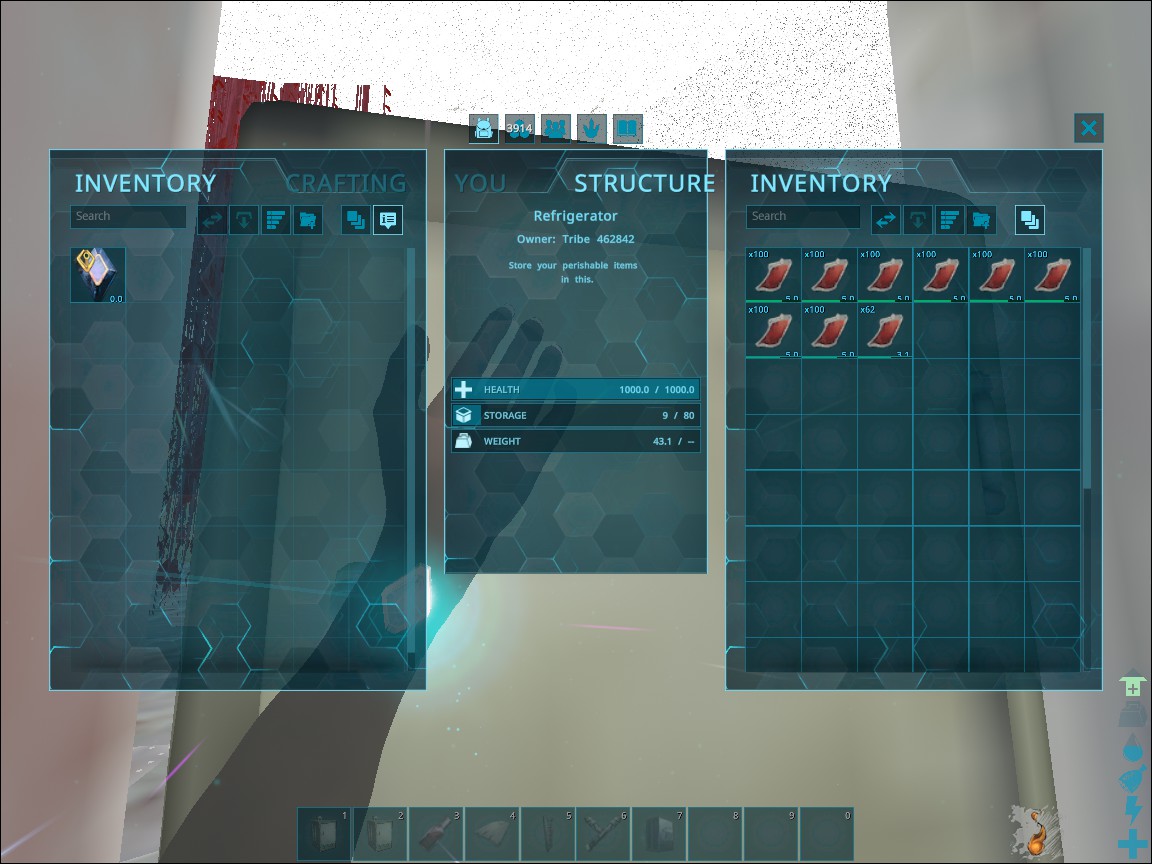 3914
INVENTORY
CRAFTING
Search
0.0
YOU
STRUCTURE
Refrigerator
Owner: Tribe 462842
Store your perishable items
in this.
HEALTH 1000.0 / 1000.0
STORAGE 9 / 80
WEIGHT 43.1 / --
INVENTORY
Search
x100 x100 x100 x100 x100 x100
5.0 5.0 5.0 5.0 5.0 5.0
x100 x100 x62
5.0 5.0 3.1
1 2 3 4 5 6 7 8 9 0